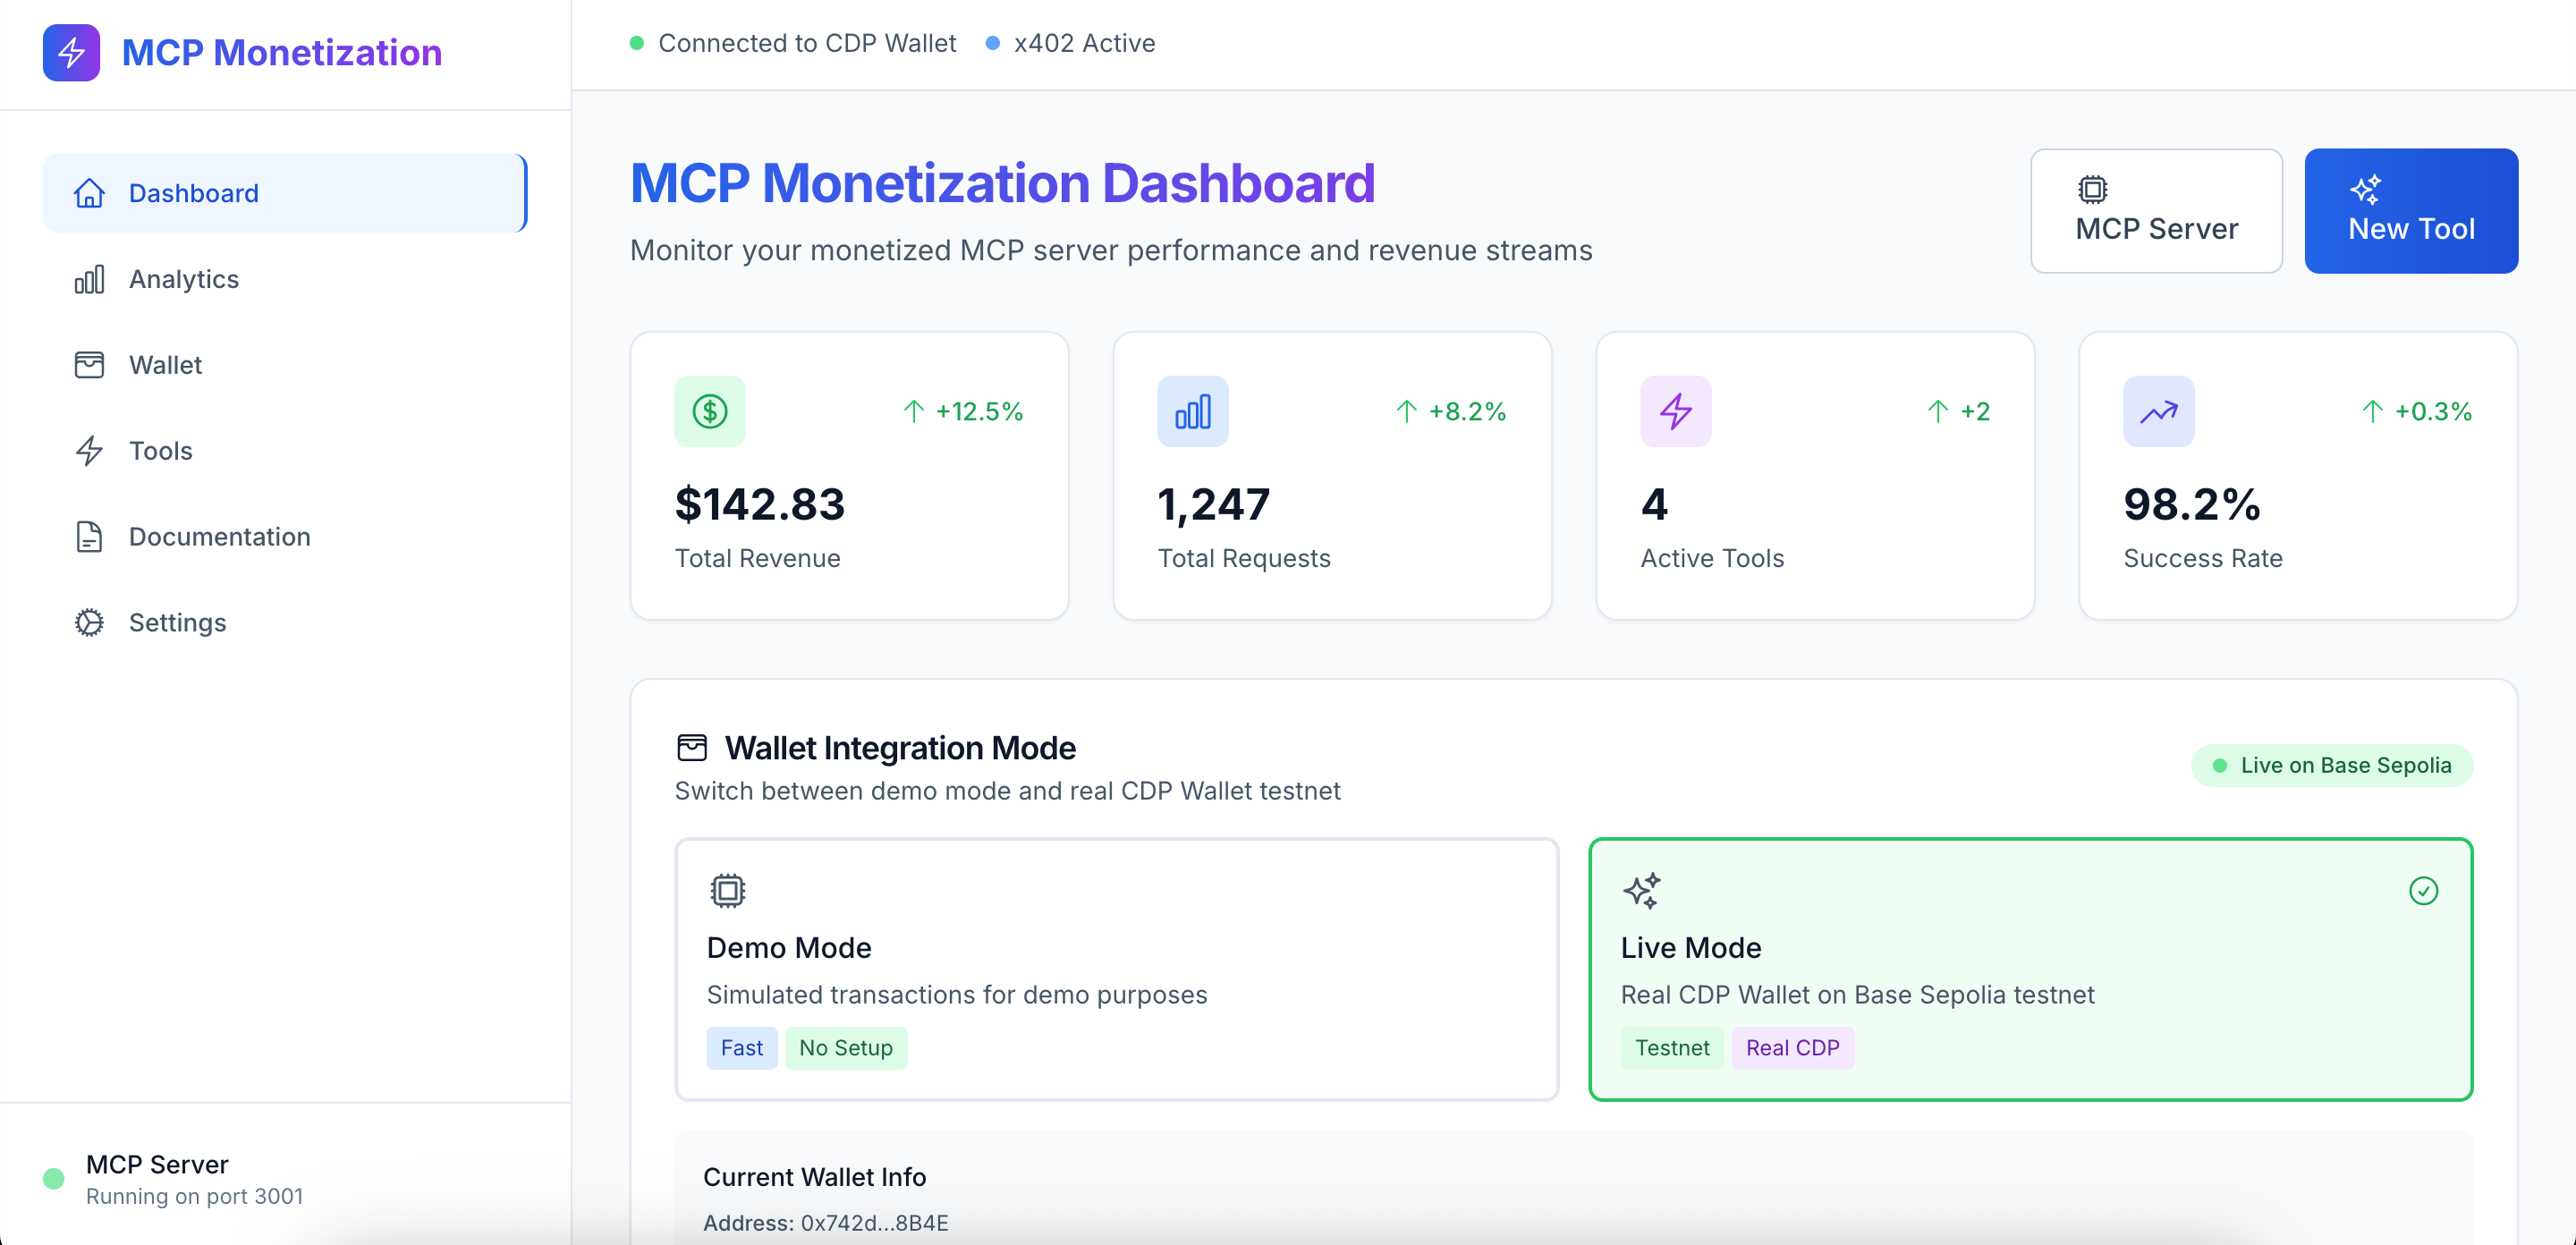 MCP Monetization
Dashboard
Analytics
Wallet
Tools
Documentation
Settings
MCP Server
Running on port 3001
Connected to CDP Wallet
x402 Active
MCP Monetization Dashboard
Monitor your monetized MCP server performance and revenue streams
MCP Server
New Tool
+12.5%
$142.83
Total Revenue
+8.2%
1,247
Total Requests
+2
4
Active Tools
+0.3%
98.2%
Success Rate
Wallet Integration Mode
Switch between demo mode and real CDP Wallet testnet
Live on Base Sepolia
Demo Mode
Simulated transactions for demo purposes
Fast
No Setup
Live Mode
Real CDP Wallet on Base Sepolia testnet
Testnet
Real CDP
Current Wallet Info
Address: 0x742d...8B4E